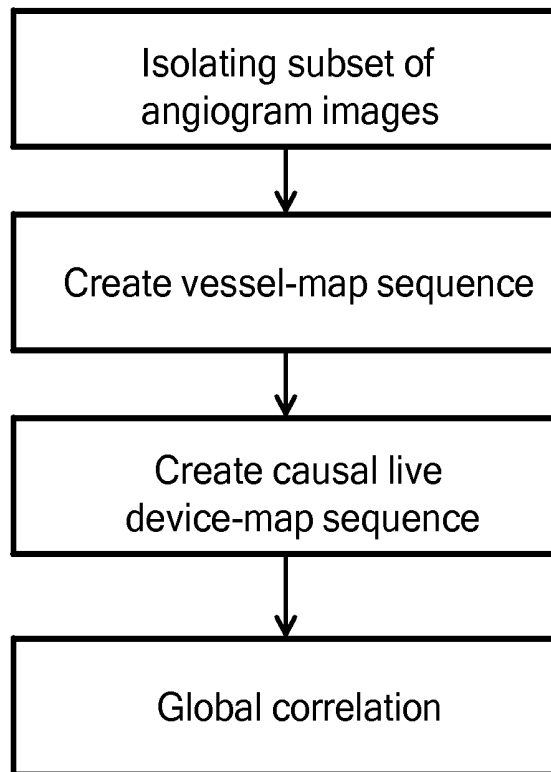 Isolating subset of
angiogram images
Create vessel-map sequence
Create causal live
device-map sequence
Global correlation